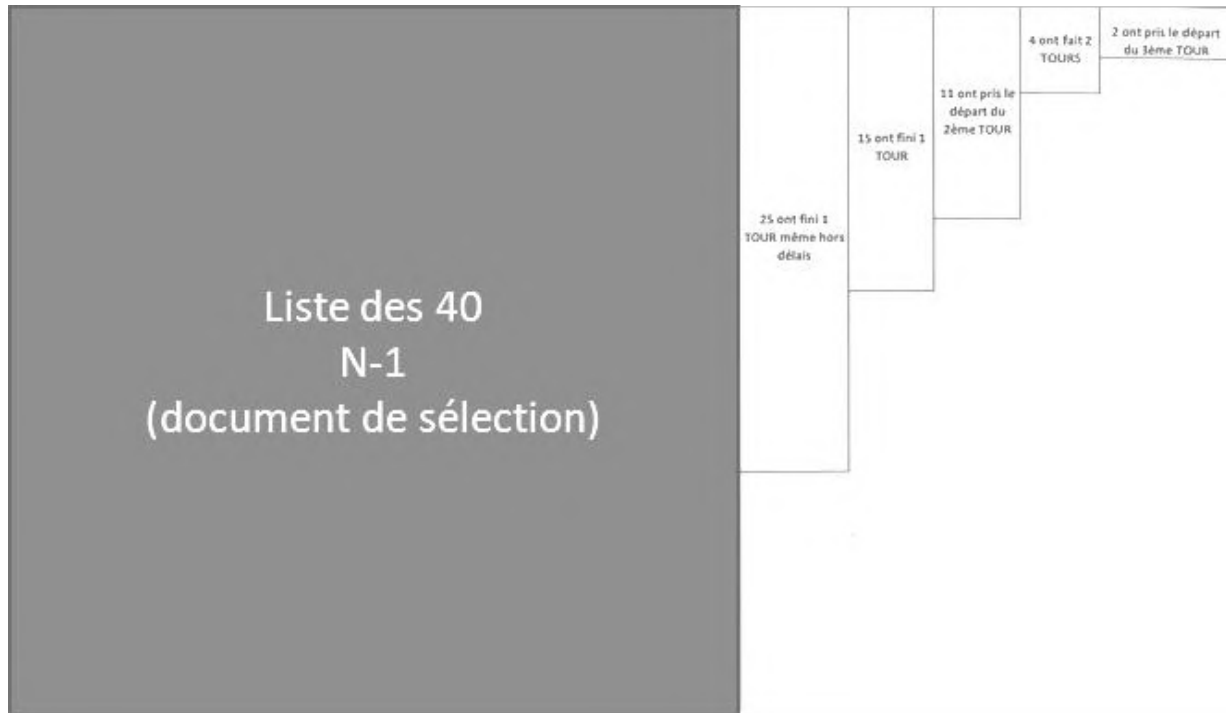 Liste des 40
N-1
(document de sélection)
25 ont fini 1
TOUR même hors
délais
15 ont fini 1
TOUR
11 ont pris le
départ du
2ème TOUR
4 ont fait 2
TOURS
2 ont pris le départ
du 3ème TOUR